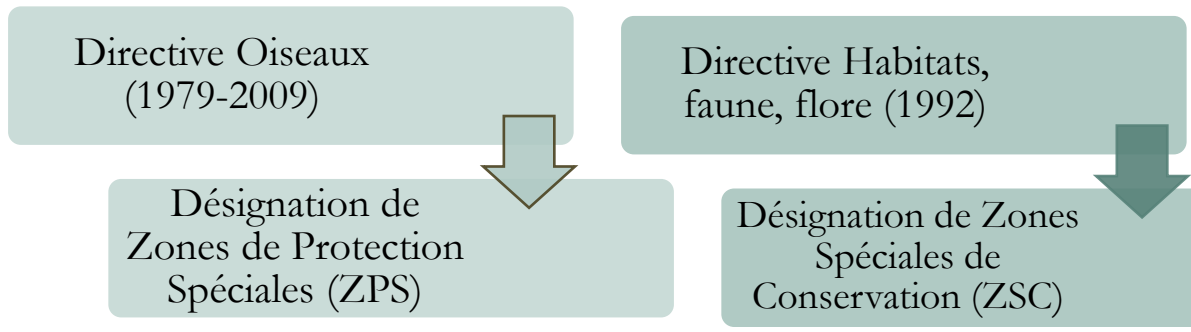 Directive Oiseaux
(1979-2009)
Désignation de
Zones de Protection
Spéciales (ZPS)
Directive Habitats,
faune, flore (1992)
Désignation de Zones
Spéciales de
Conservation (ZSC)